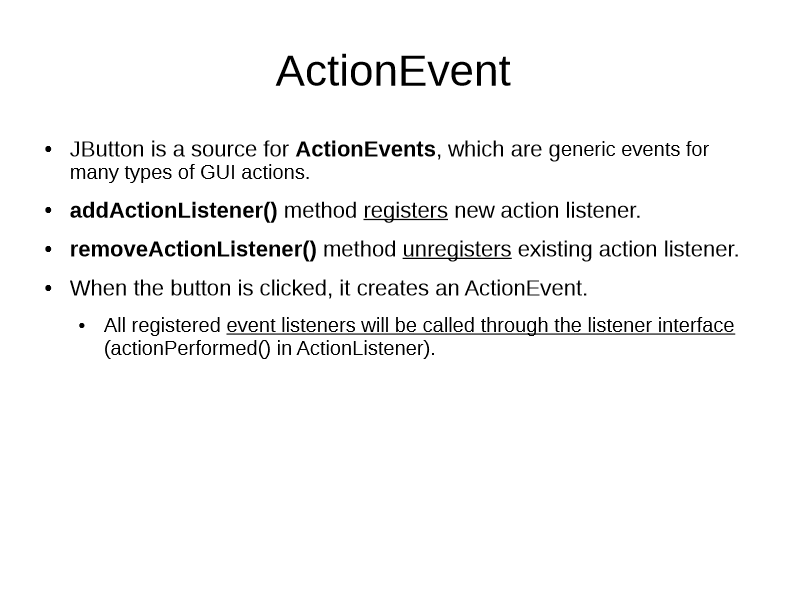 ActionEvent
• JButton is a source for ActionEvents, which are generic events for
many types of GUI actions.
• addActionListener() method registers new action listener.
• removeActionListener() method unregisters existing action listener.
• When the button is clicked, it creates an ActionEvent.
• All registered event listeners will be called through the listener interface
(actionPerformed() in ActionListener).